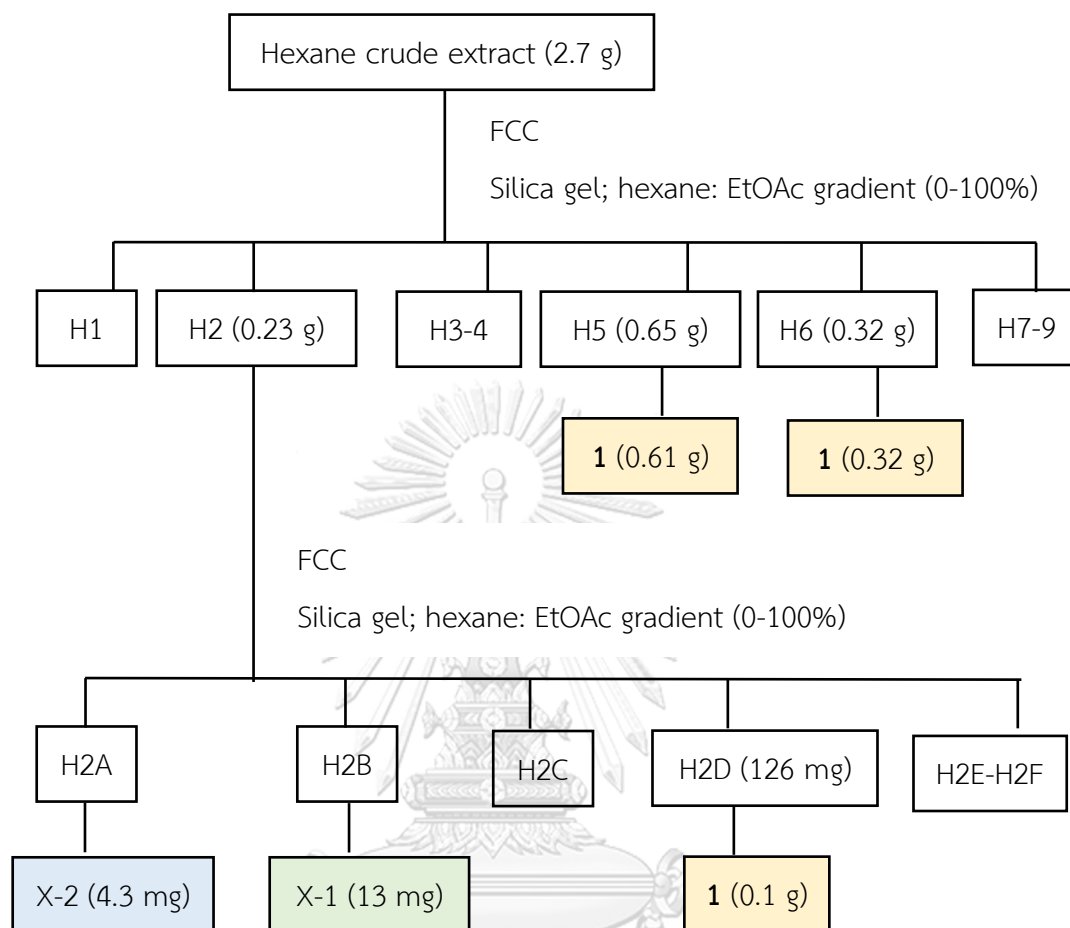 Hexane crude extract (2.7 g)
FCC
Silica gel; hexane: EtOAc gradient (0-100%)
H1
H2 (0.23 g)
H3-4
H5 (0.65 g)
H6 (0.32 g)
H7-9
1 (0.61 g)
1 (0.32 g)
FCC
Silica gel; hexane: EtOAc gradient (0-100%)
H2A
H2B
H2C
H2D (126 mg)
H2E-H2F
X-2 (4.3 mg)
X-1 (13 mg)
1 (0.1 g)